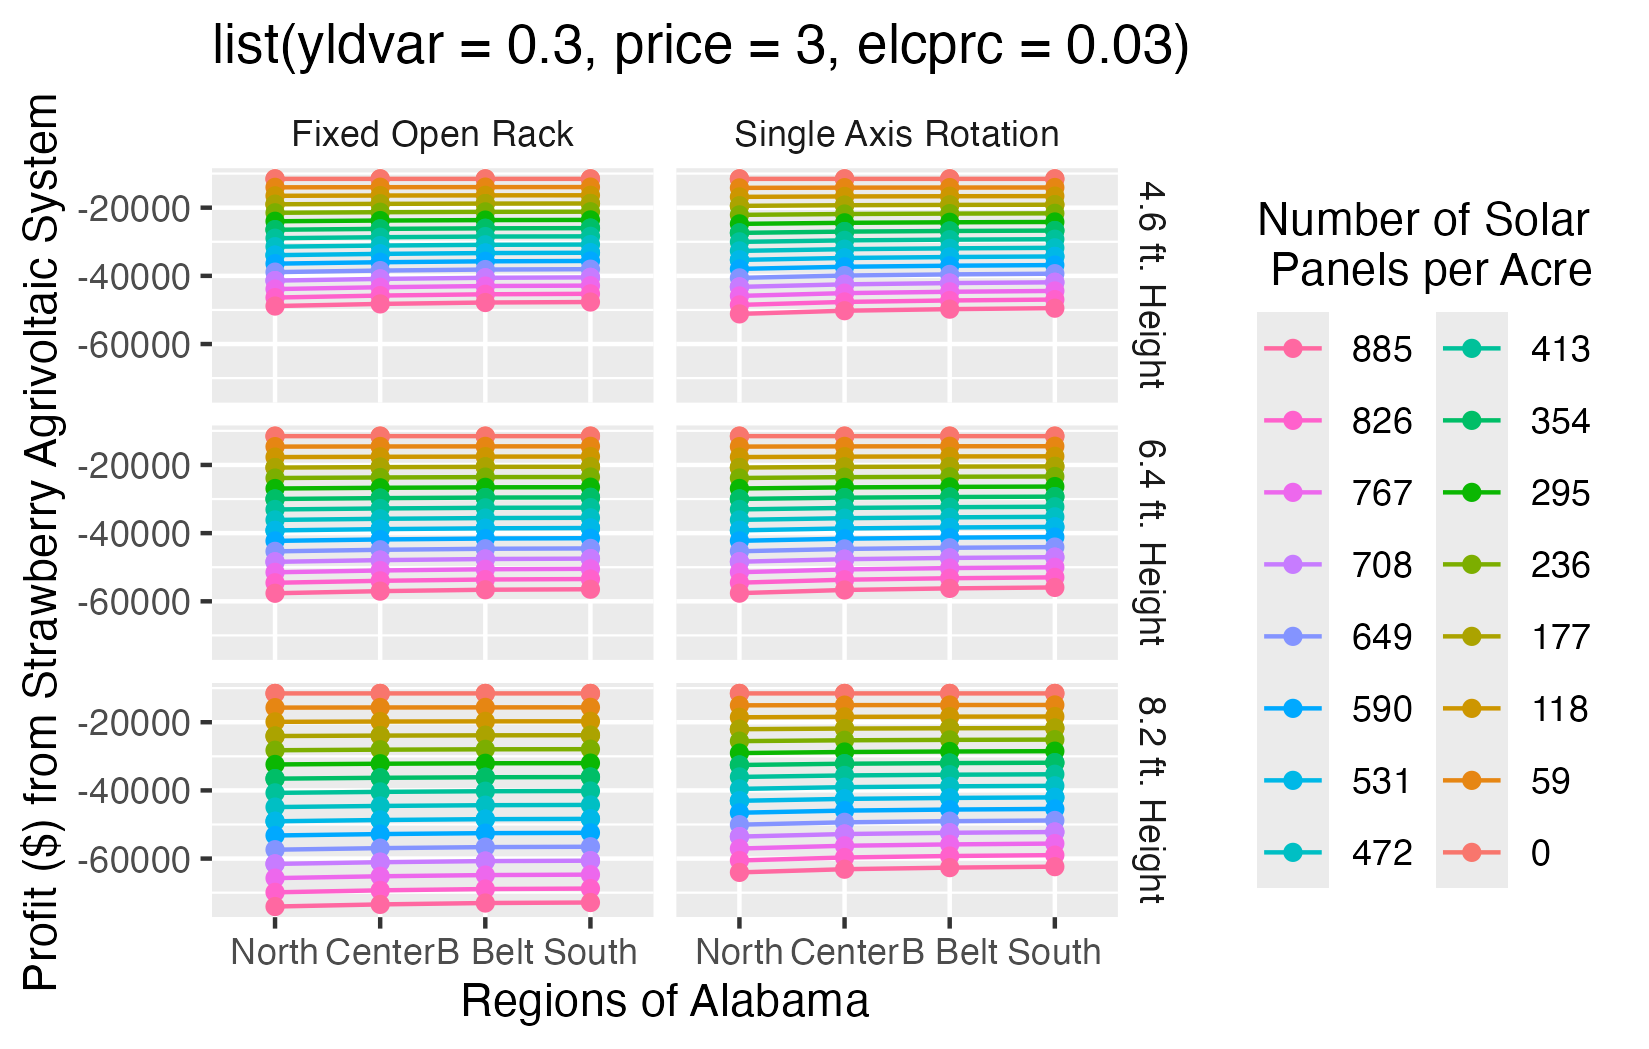 list(yldvar = 0.3, price = 3, elcprc = 0.03)
Profit ($) from Strawberry Agrivoltaic System
Fixed Open Rack
Single Axis Rotation
-20000
-40000
-60000
4.6 ft. Height
-20000
-40000
-60000
6.4 ft. Height
-20000
-40000
-60000
8.2 ft. Height
North Center B Belt South
North Center B Belt South
Regions of Alabama
Number of Solar
Panels per Acre
885
826
767
708
649
590
531
472
413
354
295
236
177
118
59
0